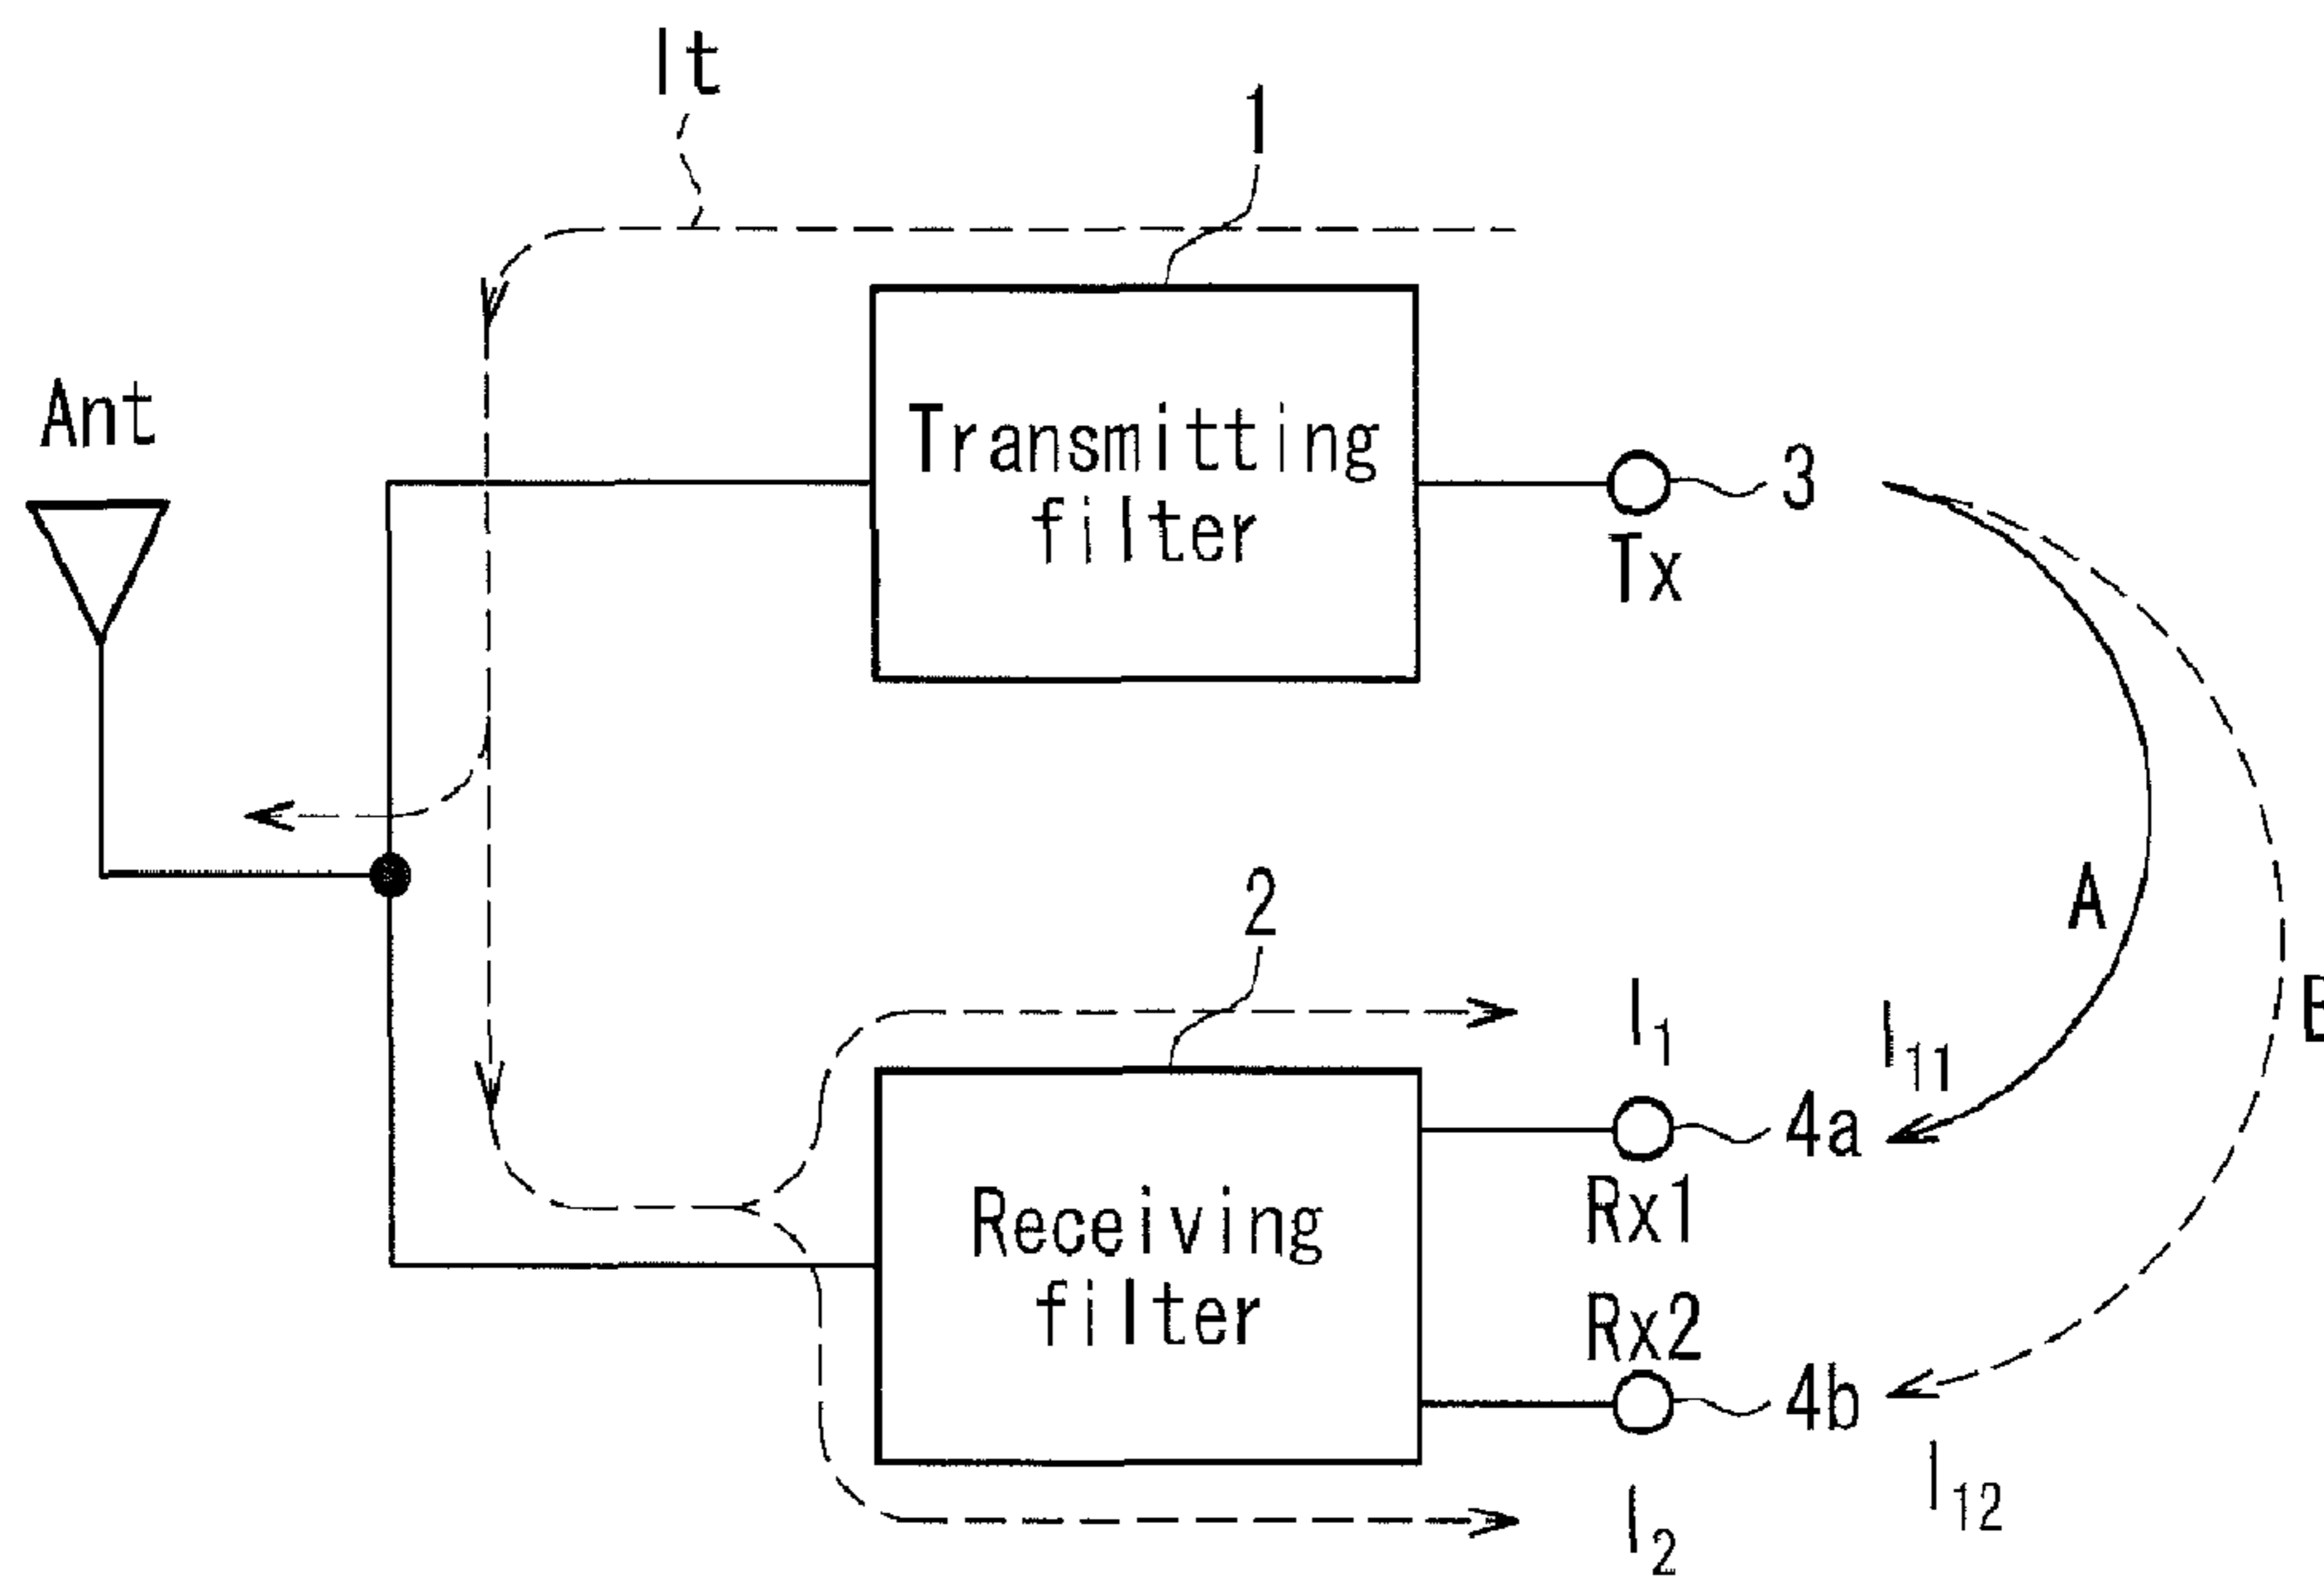 It
1
Ant
Transmitting
filter
3
Tx
A
2
I1
I11
4a
Rx1
Receiving
filter
Rx2
4b
I12
I2